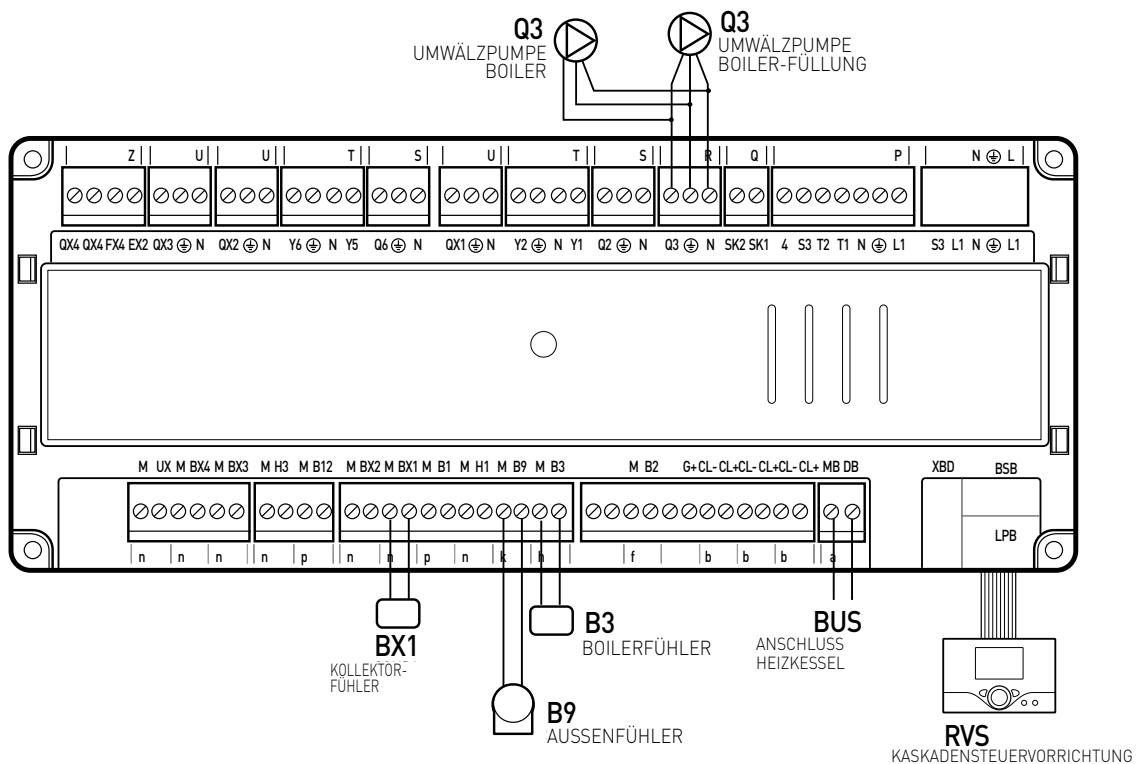 Q3
UMWÄLZPUMPE
BOILER
Q3
UMWÄLZPUMPE
BOILER-FÜLLUNG
Z U U T S U T S R Q P N L
QX4 QX4 FX4 EX2 QX3 N QX2 N Y6 N Y5 Q6 N QX1 N Y2 N Y1 Q2 N Q3 N SK2 SK1 4 S3 T2 T1 N L1 S3 L1 N L1
M UX M BX4 M BX3 M H3 M B12 M BX2 M BX1 M B1 M H1 M B9 M B3 M B2 G+ CL- CL+ CL- CL+ CL- CL+ MB DB XBD BSB
LPB
n n n n p n n p n k h f b b b a
BX1
KOLLEKTOR-
FÜHLER
B3
BOILERFÜHLER
BUS
ANSCHLUSS
HEIZKESSEL
B9
AUSSENFÜHLER
RVS
KASKADENSTEUERVORRICHTUNG